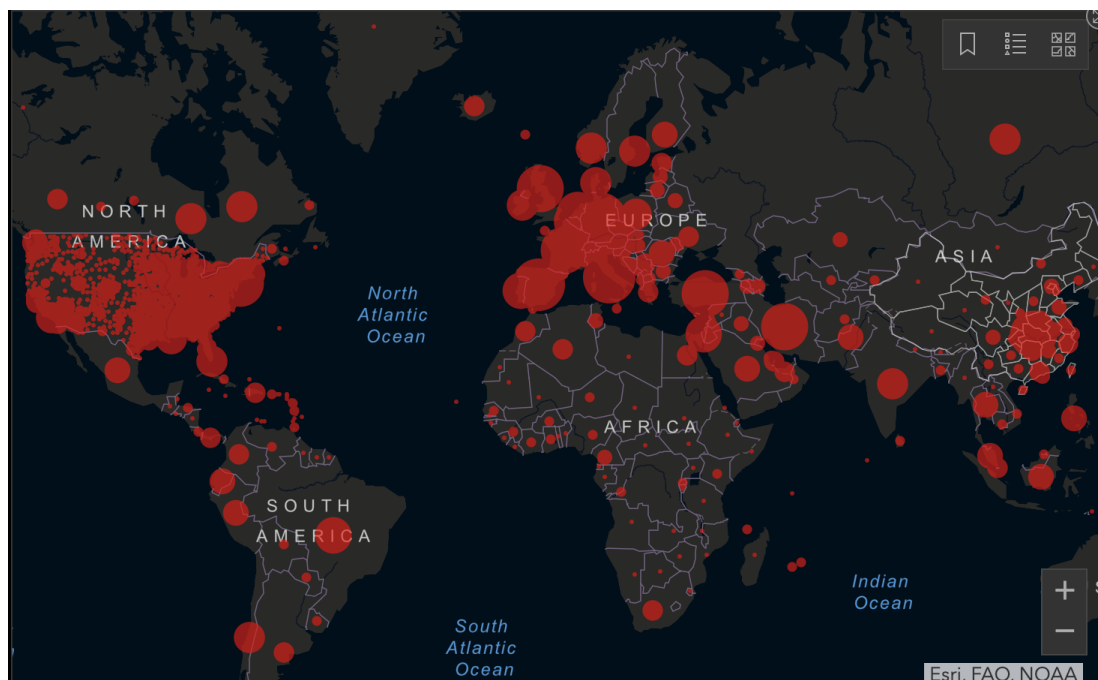 NORTH
AMERICA
EUROPE
ASIA
North
Atlantic
Ocean
AFRICA
SOUTH
AMERICA
Indian
Ocean
South
Atlantic
Ocean
+
−
Esri, FAO, NOAA